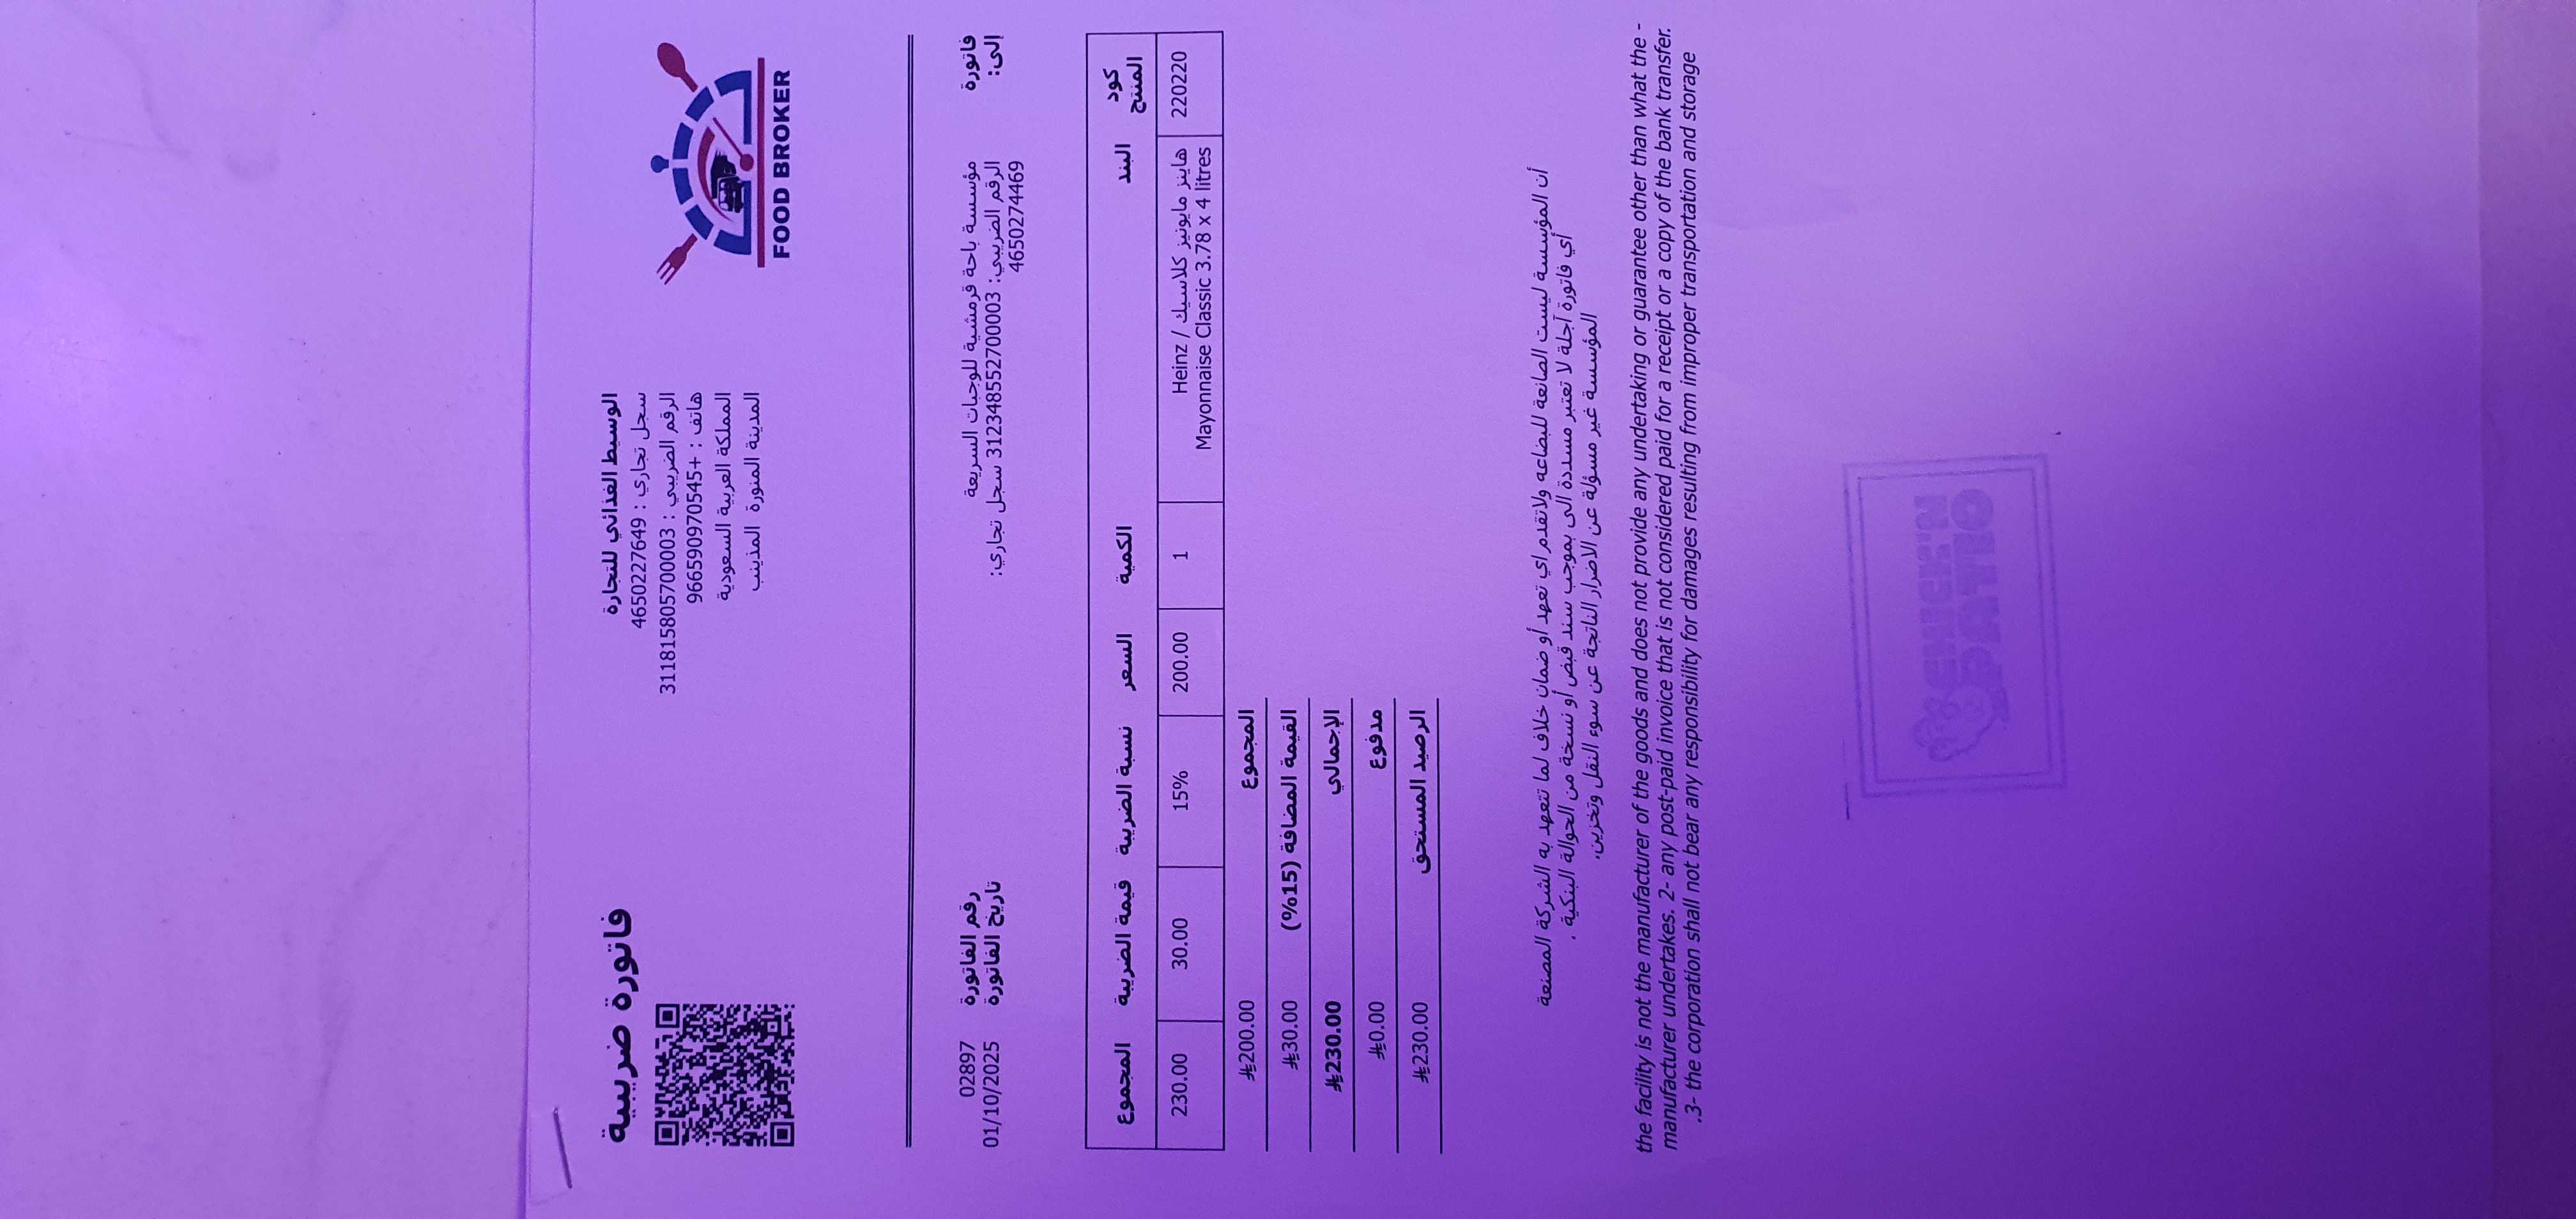 فاتورة ضريبية
الوسيط الغذائي للتجارة
سجل تجاري : 4650227649
الرقم الضريبي : 311815805700003
هاتف : +966590970545
المملكة العربية السعودية
المدينة المنورة المذينب
FOOD BROKER
فاتورة إلى:
مؤسسة باحة قرمشية للوجبات السريعة
الرقم الضريبي: 312348552700003 سجل تجاري:
4650274469
رقم الفاتورة 02897
تاريخ الفاتورة 01/10/2025
كود المنتج البند الكمية السعر نسبة الضريبة قيمة الضريبة المجموع
220220 هاينز مايونيز كلاسيك / Heinz Mayonnaise Classic 3.78 x 4 litres 1 200.00 15% 30.00 230.00
المجموع 200.00
القيمة المضافة (15%) 30.00
الإجمالي 230.00
مدفوع 0.00
الرصيد المستحق 230.00
أن المؤسسة ليست الصانعة للبضاعه ولاتقدم اي تعهد أو ضمان خلاف لما تتعهد به الشركة المصنعة
أي فاتورة آجلة لا تعتبر مسددة الى بموجب سند قبض أو نسخة من الحوالة البنكية .
المؤسسة غير مسؤلة عن الاضرار الناتجة عن سوء النقل وتخزين.
the facility is not the manufacturer of the goods and does not provide any undertaking or guarantee other than what the -
manufacturer undertakes. 2- any post-paid invoice that is not considered paid for a receipt or a copy of the bank transfer.
.3- the corporation shall not bear any responsibility for damages resulting from improper transportation and storage
CHICK'N
PATIO